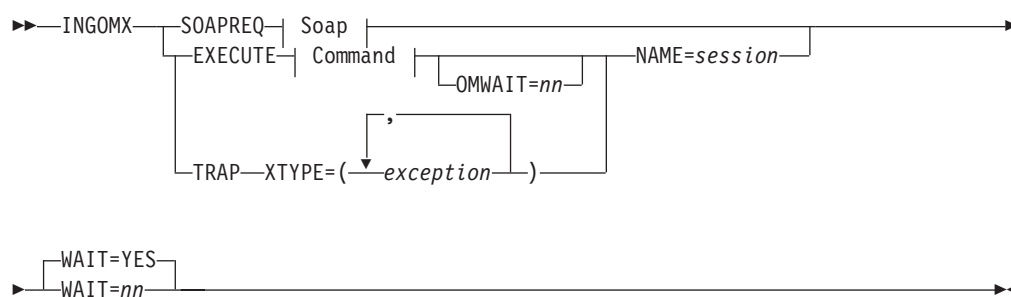 INGOMX SOAPREQ Soap
EXECUTE Command NAME=session
OMWAIT=nn
,
TRAP XTYPE=( exception )
WAIT=YES
WAIT=nn